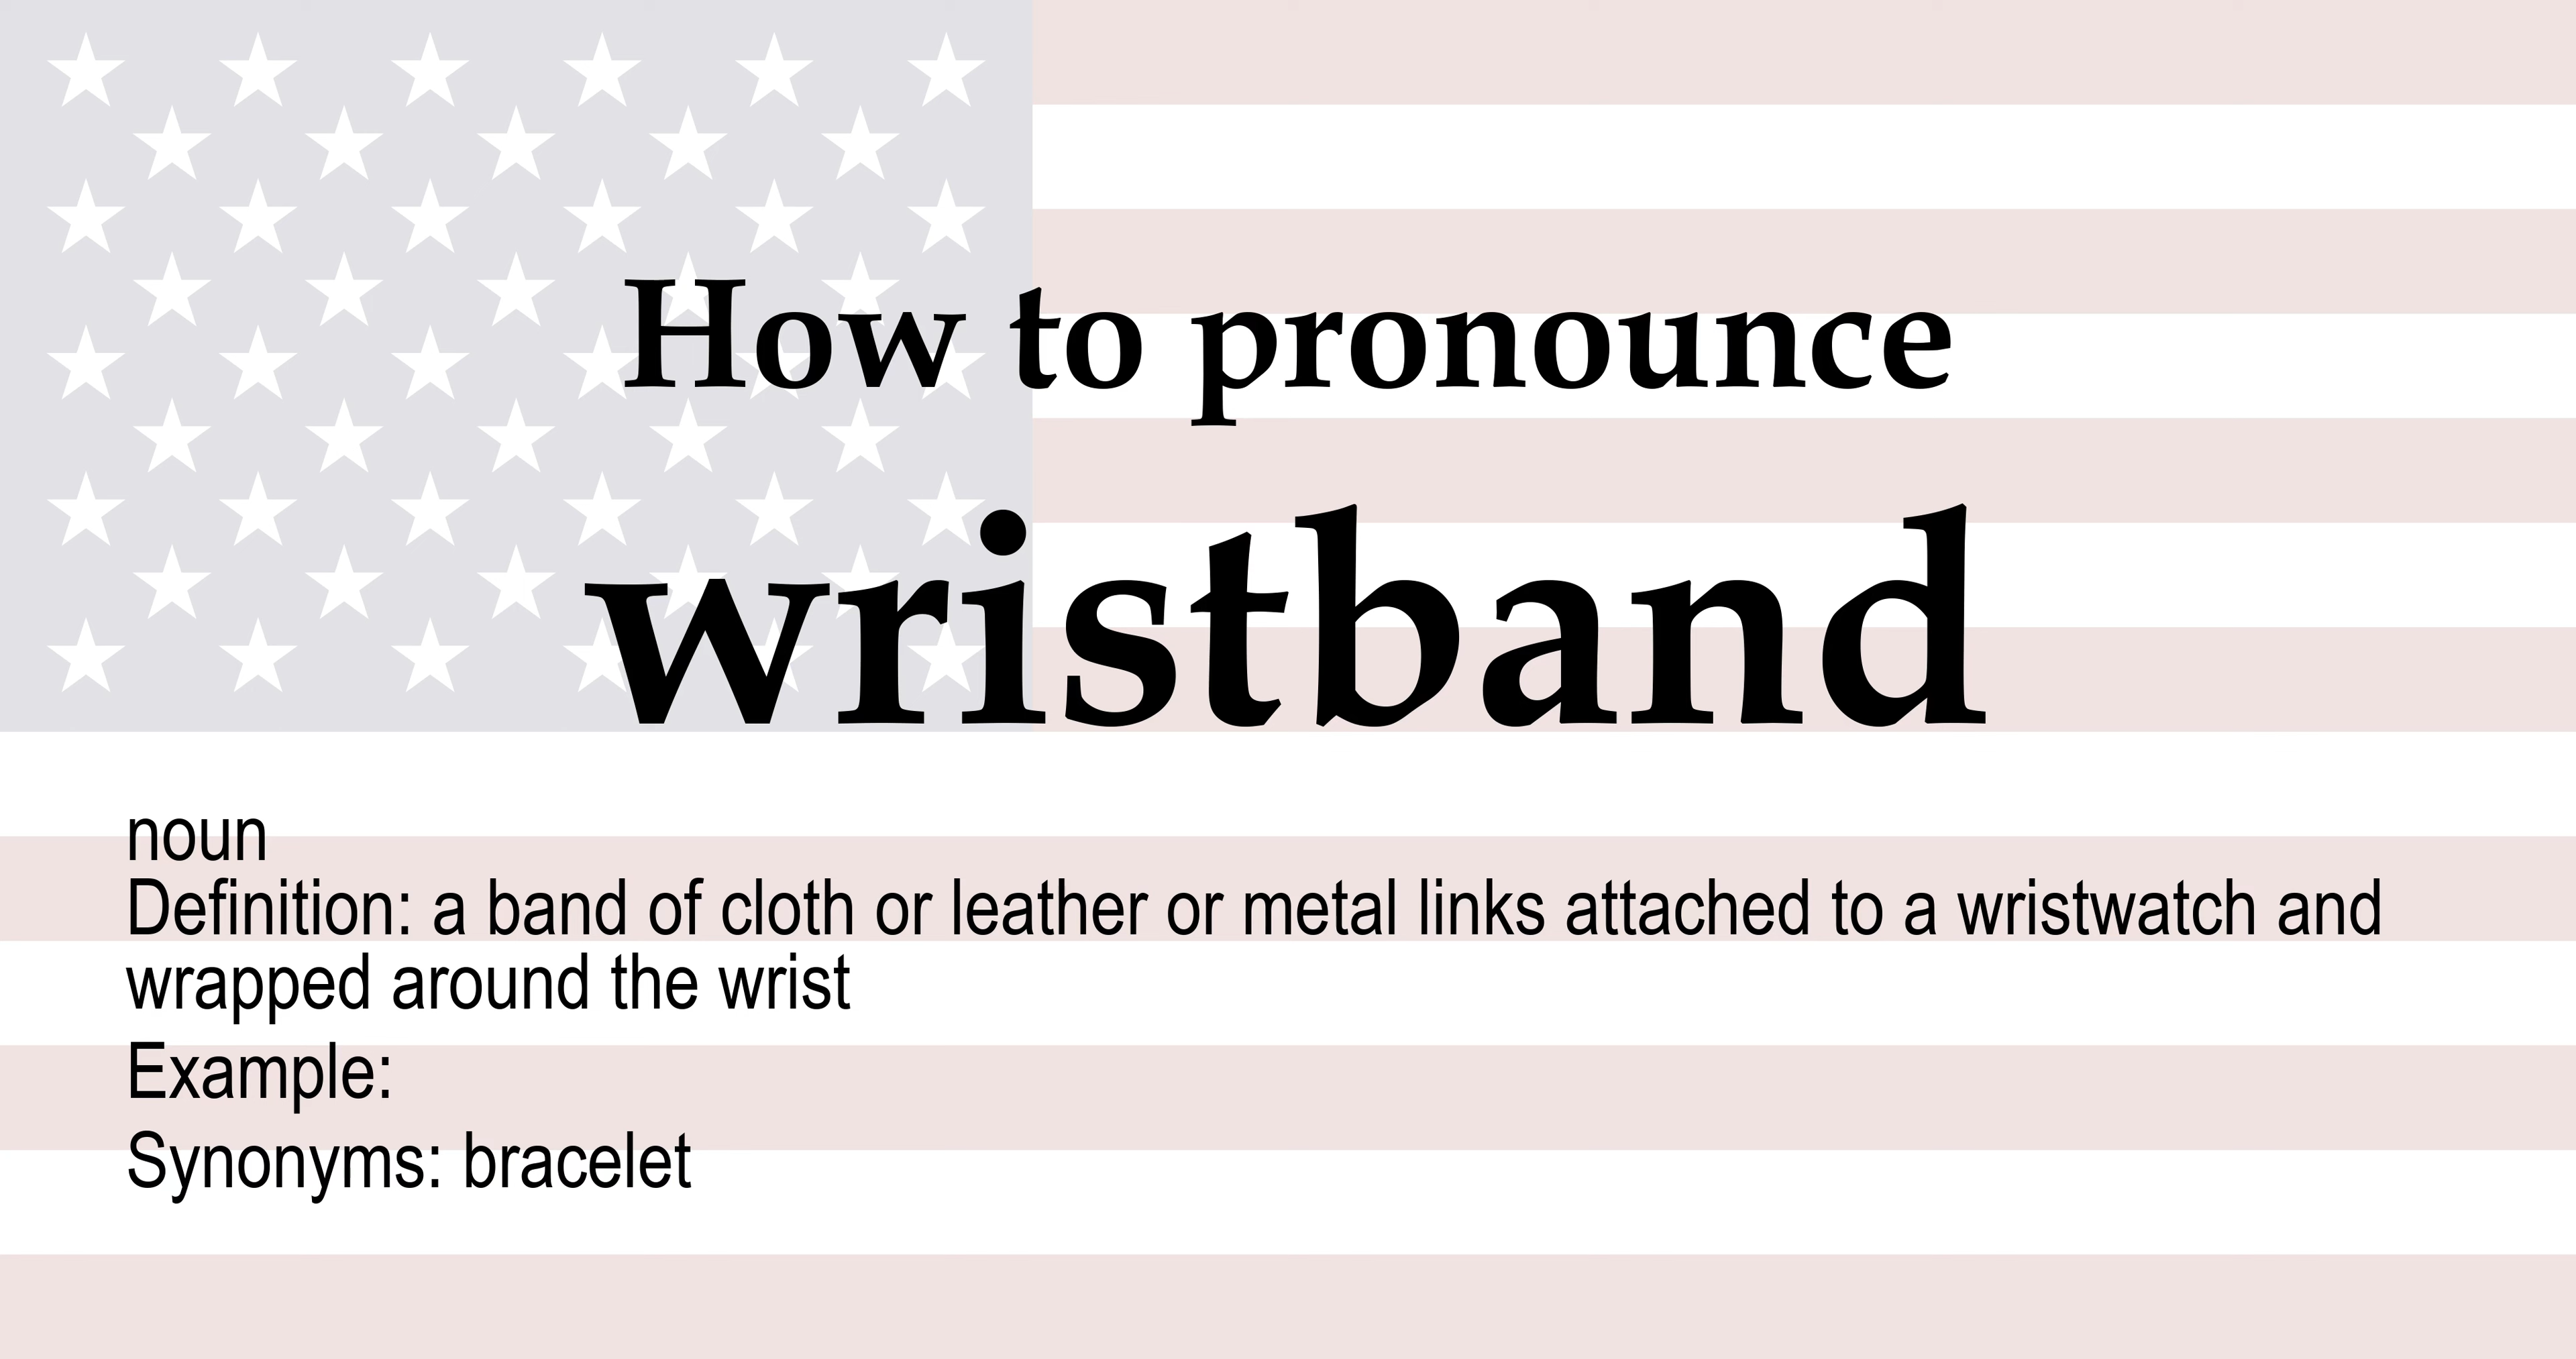 How to pronounce
wristband
noun
Definition: a band of cloth or leather or metal links attached to a wristwatch and
wrapped around the wrist
Example:
Synonyms: bracelet